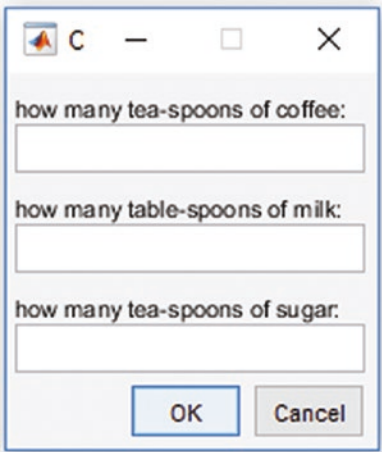 C
how many tea-spoons of coffee:
how many table-spoons of milk:
how many tea-spoons of sugar:
OK Cancel